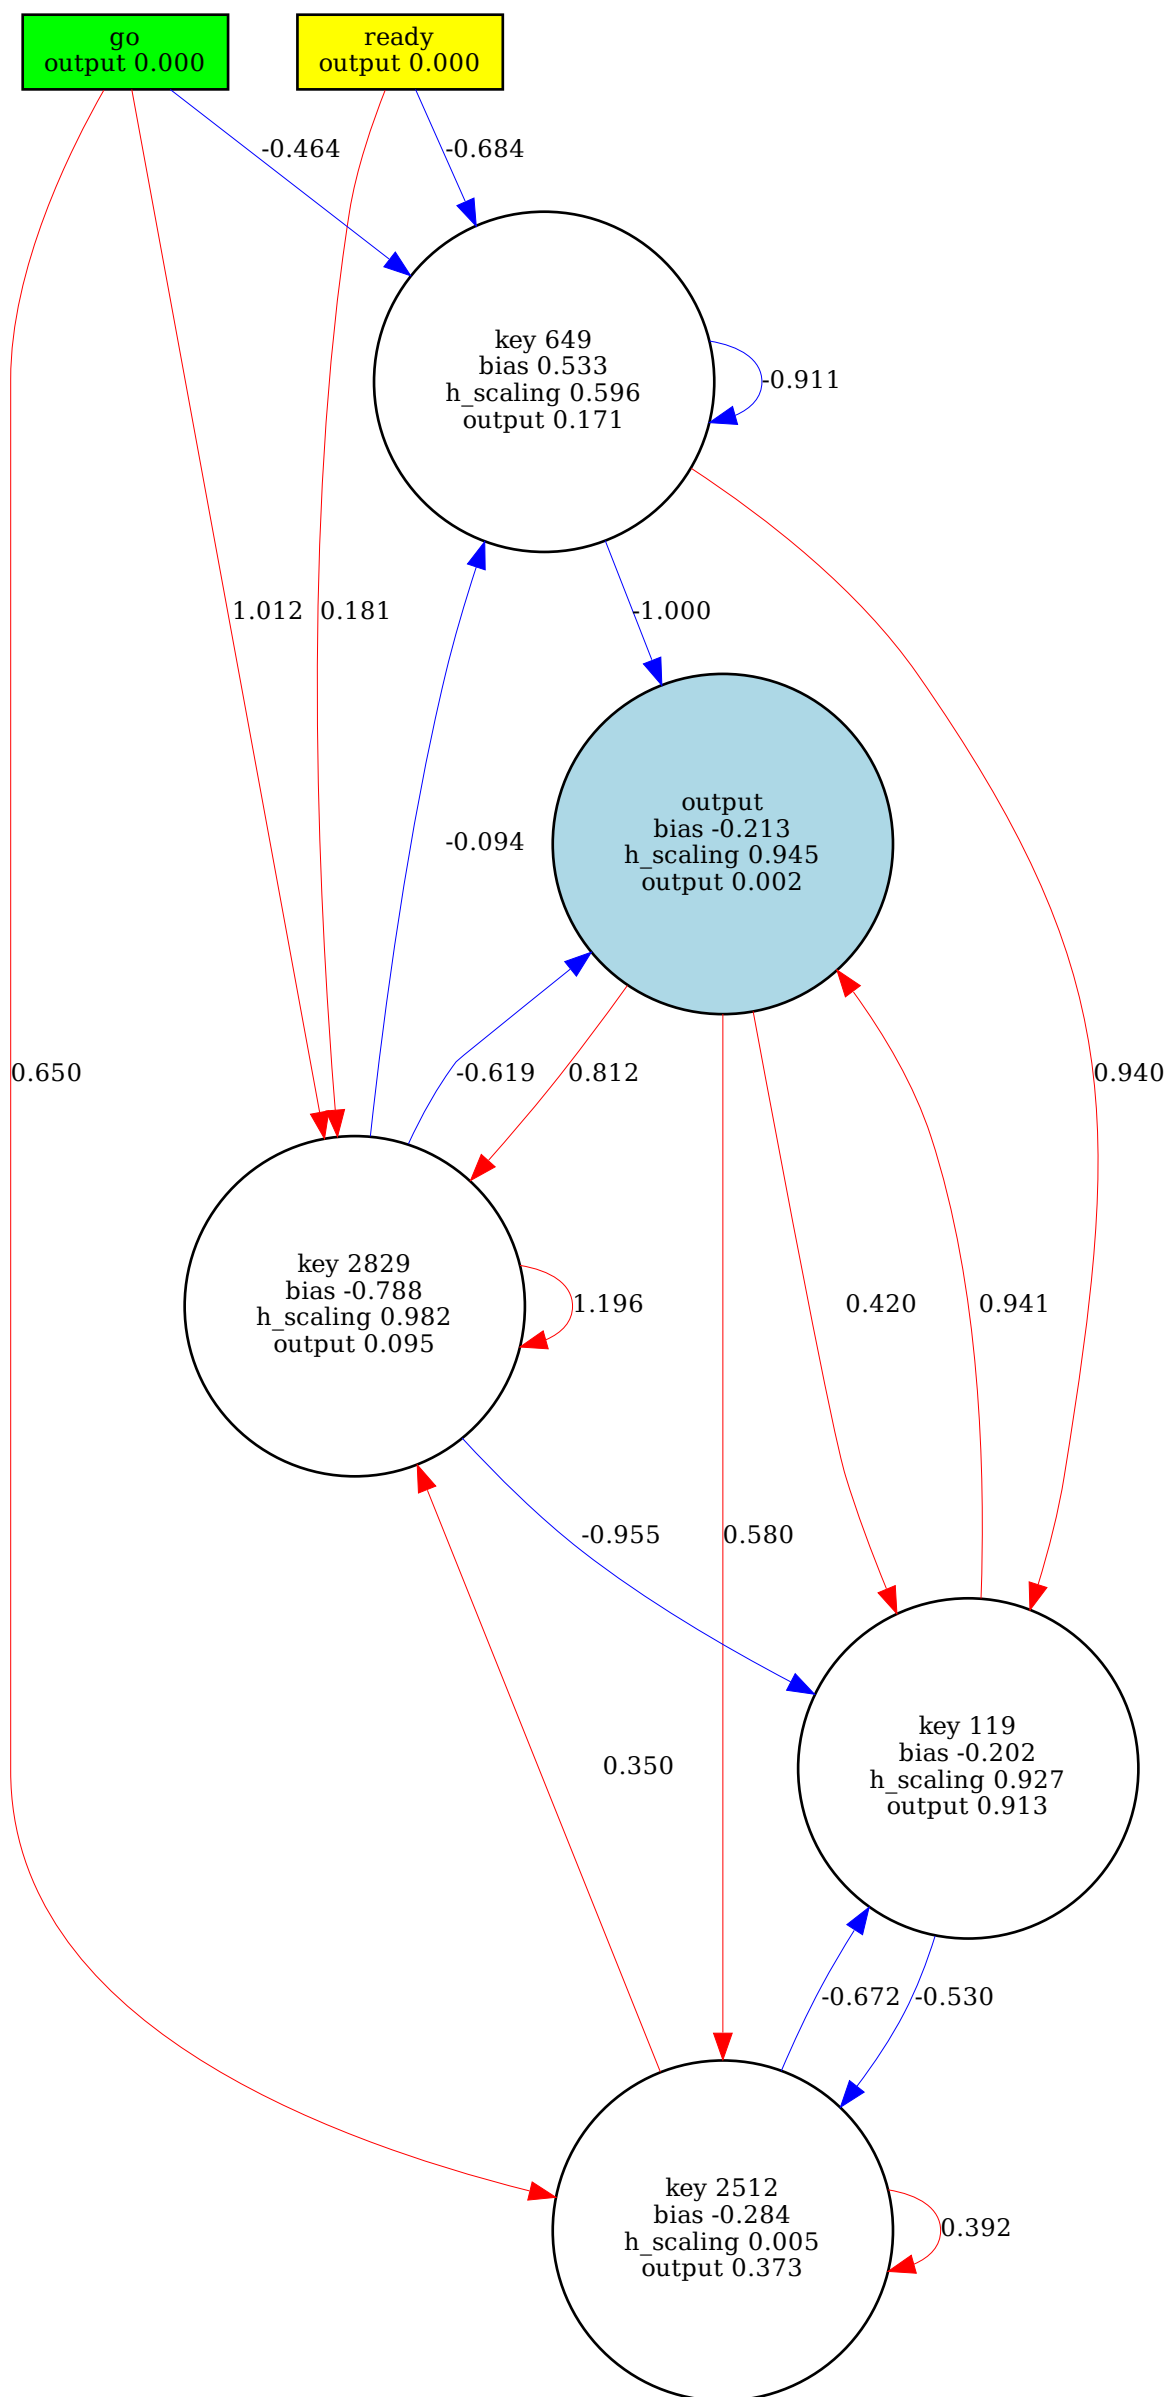 go
output 0.000
ready
output 0.000
-0.464
-0.684
key 649
bias 0.533
h_scaling 0.596
output 0.171
-0.911
1.012
0.181
-1.000
output
bias -0.213
h_scaling 0.945
output 0.002
-0.094
0.650
-0.619
0.812
0.940
key 2829
bias -0.788
h_scaling 0.982
output 0.095
1.196
0.420
0.941
-0.955
0.580
key 119
bias -0.202
h_scaling 0.927
output 0.913
0.350
-0.672
-0.530
key 2512
bias -0.284
h_scaling 0.005
output 0.373
0.392